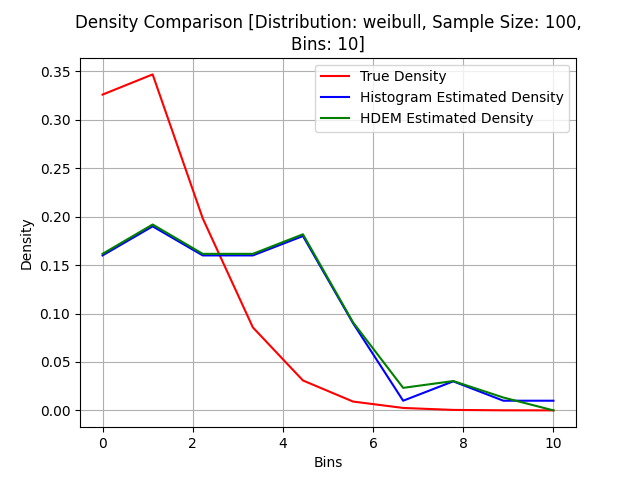 Density Comparison [Distribution: weibull, Sample Size: 100,
Bins: 10]
True Density
Histogram Estimated Density
HDEM Estimated Density
Density
0.35
0.30
0.25
0.20
0.15
0.10
0.05
0.00
0 2 4 6 8 10
Bins